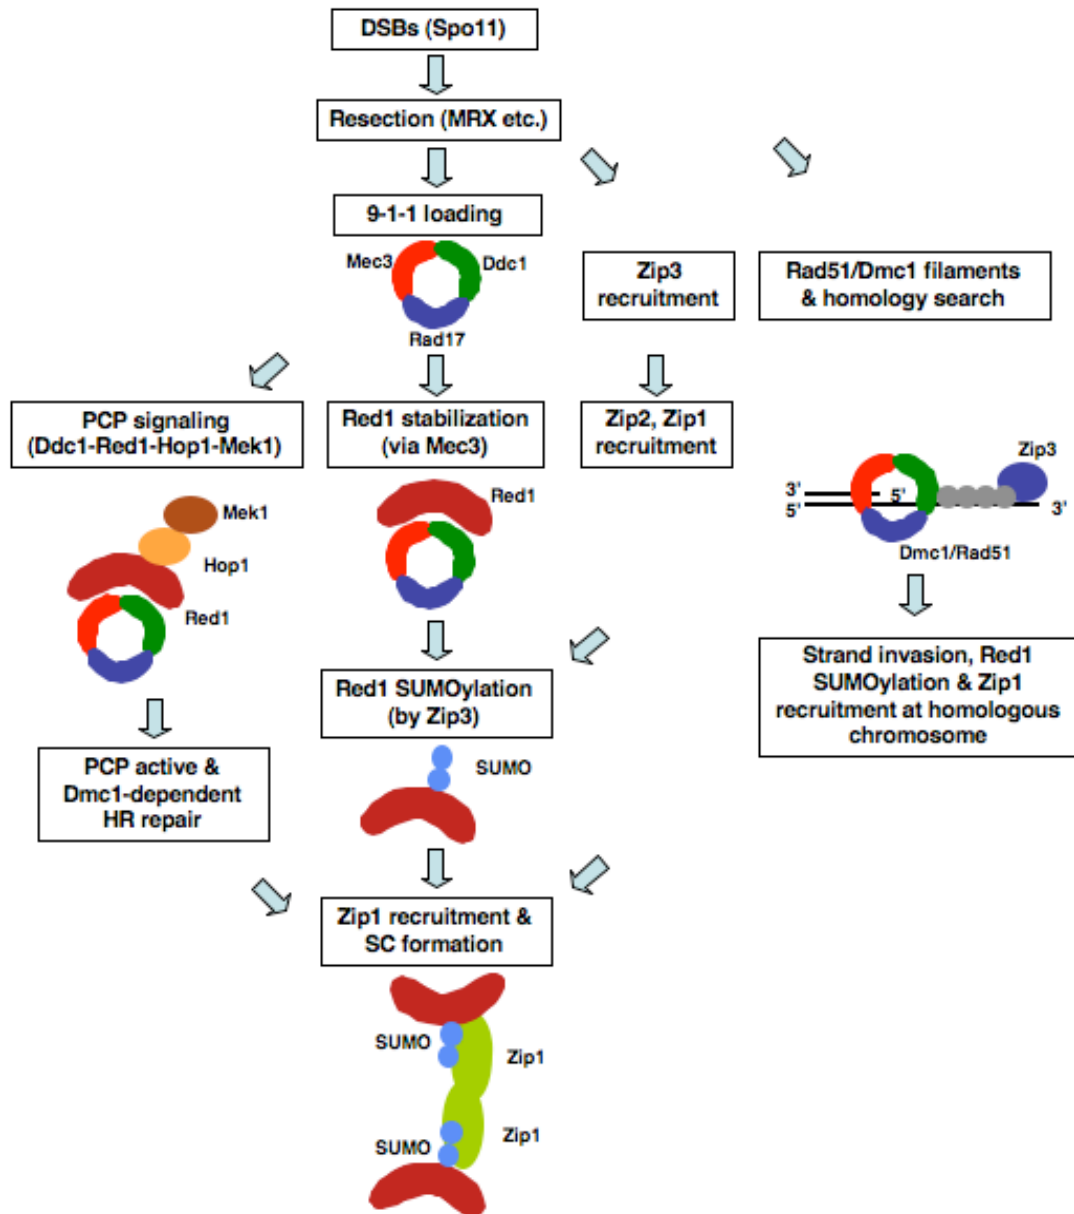 DSBs (Spo11)
Resection (MRX etc.)
9-1-1 loading
Mec3
Ddc1
Rad17
Zip3
recruitment
Rad51/Dmc1 filaments
& homology search
PCP signaling
(Ddc1-Red1-Hop1-Mek1)
Red1 stabilization
(via Mec3)
Zip2, Zip1
recruitment
Mek1
Hop1
Red1
Red1
Zip3
3'
5'
5'
3'
Dmc1/Rad51
Red1 SUMOylation
(by Zip3)
Strand invasion, Red1
SUMOylation & Zip1
recruitment at homologous
chromosome
PCP active &
Dmc1-dependent
HR repair
SUMO
Zip1 recruitment &
SC formation
SUMO
Zip1
Zip1
SUMO